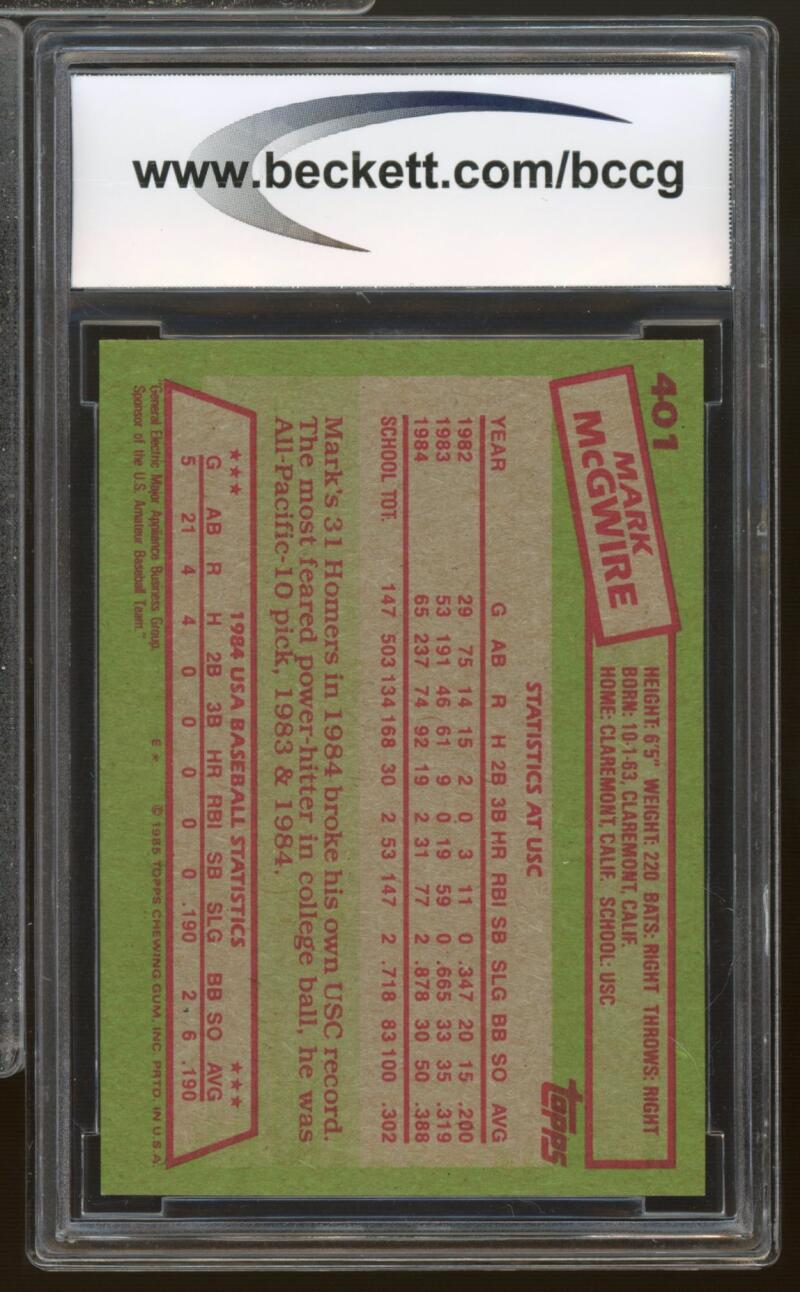 www.beckett.com/bccg
401
MARK
McGWIRE
HEIGHT: 6'5" WEIGHT: 220 BATS: RIGHT THROWS: RIGHT
BORN: 10-1-63, CLAREMONT, CALIF.
HOME: CLAREMONT, CALIF. SCHOOL: USC
topps
STATISTICS AT USC
YEAR G AB R H 2B 3B HR RBI SB SLG BB SO AVG
1982 29 75 14 15 2 0 3 11 0 .347 20 15 .200
1983 53 191 46 61 9 0 19 59 0 .665 33 35 .319
1984 65 237 74 92 19 2 31 77 2 .878 30 50 .388
SCHOOL TOT. 147 503 134 168 30 2 53 147 2 .718 83 100 .302
Mark's 31 Homers in 1984 broke his own USC record.
The most feared power-hitter in college ball, he was
All-Pacific-10 pick, 1983 & 1984.
★★★ 1984 USA BASEBALL STATISTICS ★★★
G AB R H 2B 3B HR RBI SB SLG BB SO AVG
5 21 4 4 0 0 0 0 0 .190 2 6 .190
"General Electric Major Appliance Business Group,
Sponsor of the U.S. Amateur Baseball Team."
E * © 1985 TOPPS CHEWING GUM, INC. PRTD. IN U.S.A.